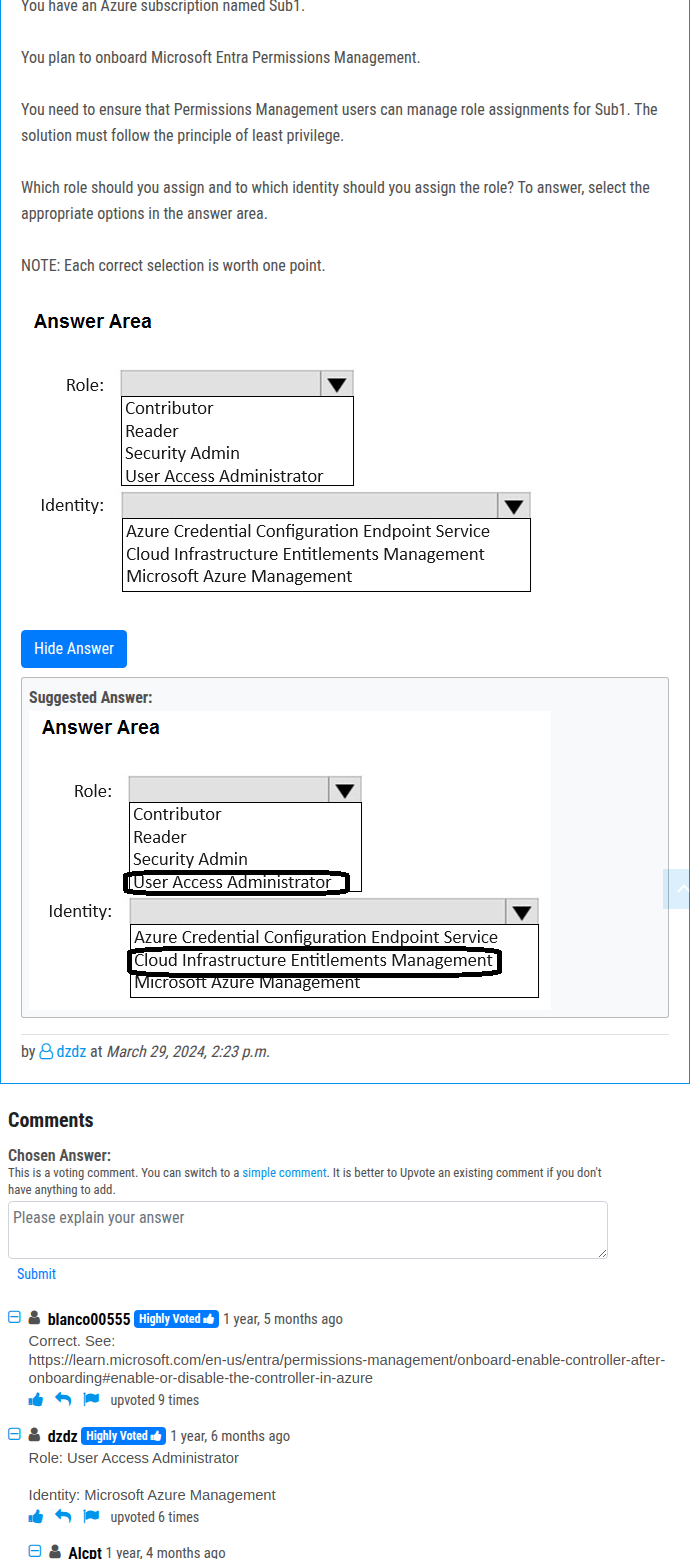 You have an Azure subscription named Sub1.
You plan to onboard Microsoft Entra Permissions Management.
You need to ensure that Permissions Management users can manage role assignments for Sub1. The
solution must follow the principle of least privilege.
Which role should you assign and to which identity should you assign the role? To answer, select the
appropriate options in the answer area.
NOTE: Each correct selection is worth one point.
Answer Area
Role:
Contributor
Reader
Security Admin
User Access Administrator
Identity:
Azure Credential Configuration Endpoint Service
Cloud Infrastructure Entitlements Management
Microsoft Azure Management
Hide Answer
Suggested Answer:
Answer Area
Role:
Contributor
Reader
Security Admin
User Access Administrator
Identity:
Azure Credential Configuration Endpoint Service
Cloud Infrastructure Entitlements Management
Microsoft Azure Management
by dzdz at March 29, 2024, 2:23 p.m.
Comments
Chosen Answer:
This is a voting comment. You can switch to a simple comment. It is better to Upvote an existing comment if you don't
have anything to add.
Please explain your answer
Submit
blanco00555 Highly Voted 1 year, 5 months ago
Correct. See:
https://learn.microsoft.com/en-us/entra/permissions-management/onboard-enable-controller-after-
onboarding#enable-or-disable-the-controller-in-azure
upvoted 9 times
dzdz Highly Voted 1 year, 6 months ago
Role: User Access Administrator
Identity: Microsoft Azure Management
upvoted 6 times
Alcpt 1 year, 4 months ago